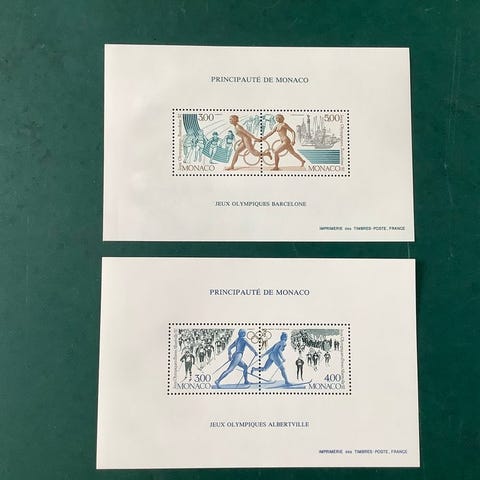 PRINCIPAUTÉ DE MONACO
3.00 5.00
MONACO MONACO
JEUX OLYMPIQUES BARCELONE
IMPRIMERIE des TIMBRES-POSTE, FRANCE
PRINCIPAUTÉ DE MONACO
3.00 4.00
MONACO MONACO
JEUX OLYMPIQUES ALBERTVILLE
IMPRIMERIE des TIMBRES-POSTE, FRANCE